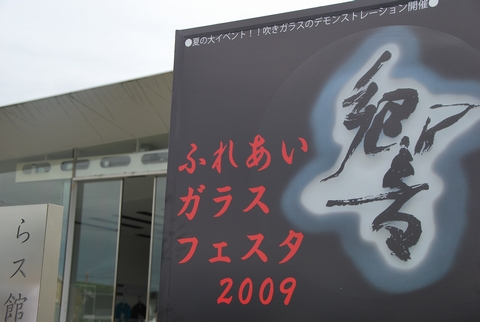 ●夏の大イベント！！吹きガラスのデモンストレーション開催●
響
ふれあい
ガラス
フェスタ
2009
らス館